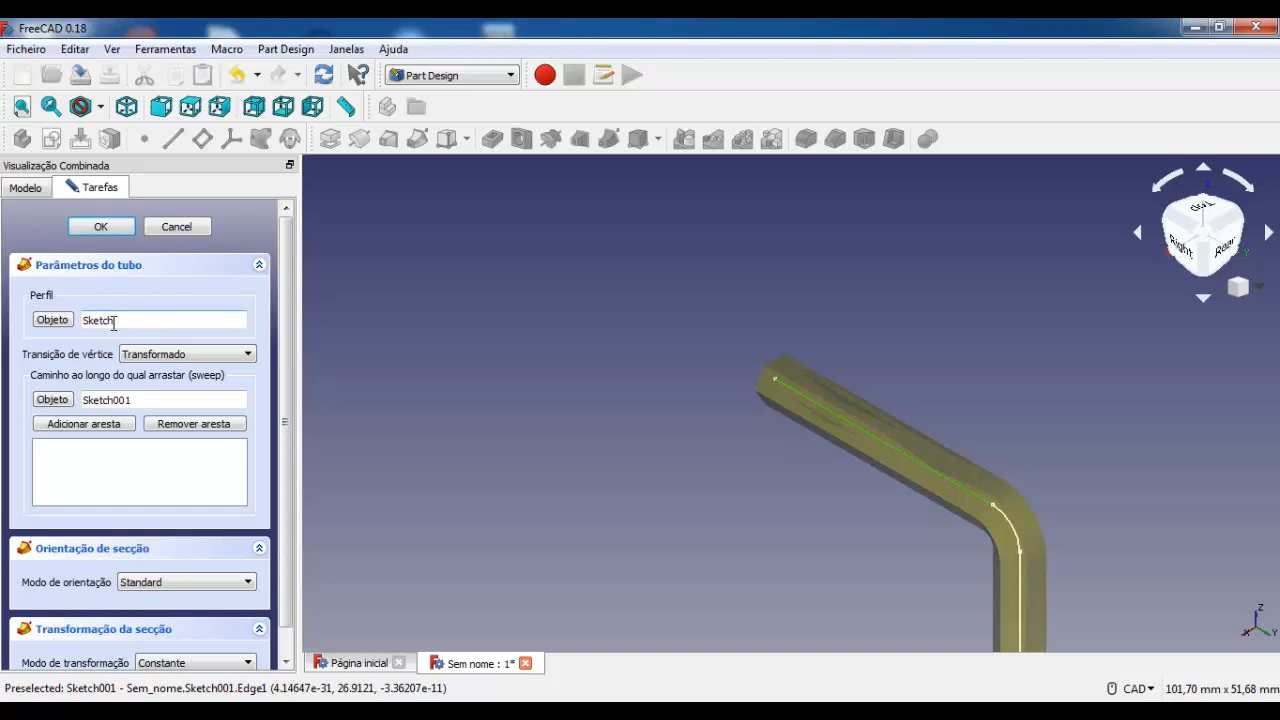 FreeCAD 0.18
Ficheiro Editar Ver Ferramentas Macro Part Design Janelas Ajuda
Part Design
Visualização Combinada
Modelo Tarefas
OK Cancel
Parâmetros do tubo
Perfil
Objeto Sketch
Transição de vértice Transformado
Caminho ao longo do qual arrastar (sweep)
Objeto Sketch001
Adicionar aresta Remover aresta
Orientação de secção
Modo de orientação Standard
Transformação da secção
Modo de transformação Constante
Z
Top
Right Rear
X Y
Z
X Y
Página inicial Sem nome : 1*
Preselected: Sketch001 - Sem_nome.Sketch001.Edge1 (4.14647e-31, 26.9121, -3.36207e-11) CAD 101,70 mm x 51,68 mm